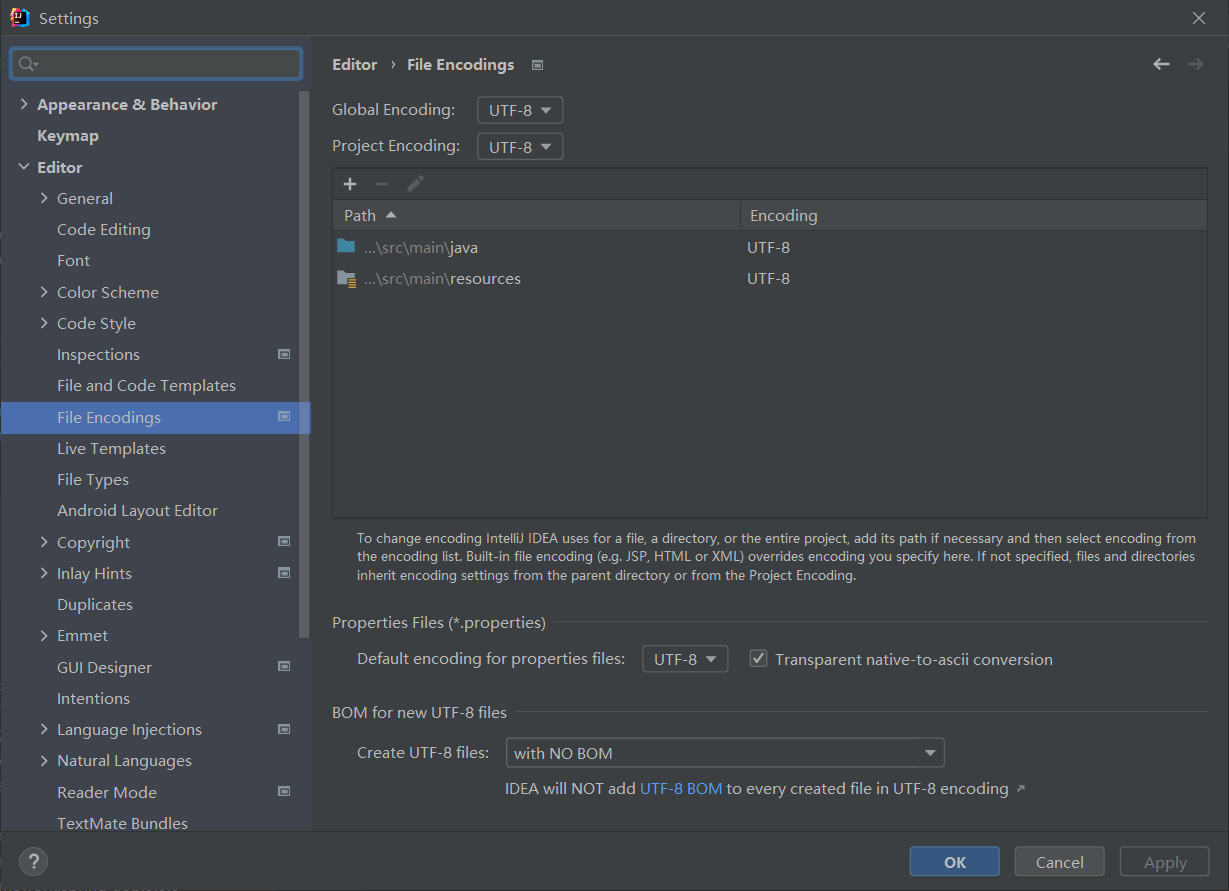 Settings
Appearance & Behavior
Keymap
Editor
General
Code Editing
Font
Color Scheme
Code Style
Inspections
File and Code Templates
File Encodings
Live Templates
File Types
Android Layout Editor
Copyright
Inlay Hints
Duplicates
Emmet
GUI Designer
Intentions
Language Injections
Natural Languages
Reader Mode
TextMate Bundles
Editor › File Encodings
Global Encoding: UTF-8
Project Encoding: UTF-8
Path Encoding
...\src\main\java UTF-8
...\src\main\resources UTF-8
To change encoding IntelliJ IDEA uses for a file, a directory, or the entire project, add its path if necessary and then select encoding from
the encoding list. Built-in file encoding (e.g. JSP, HTML or XML) overrides encoding you specify here. If not specified, files and directories
inherit encoding settings from the parent directory or from the Project Encoding.
Properties Files (*.properties)
Default encoding for properties files: UTF-8 Transparent native-to-ascii conversion
BOM for new UTF-8 files
Create UTF-8 files: with NO BOM
IDEA will NOT add UTF-8 BOM to every created file in UTF-8 encoding ↗
? OK Cancel Apply